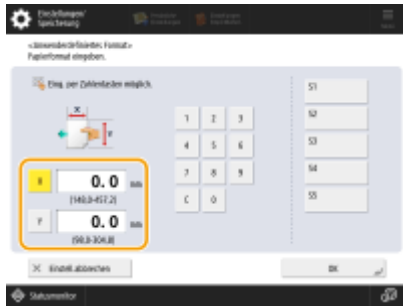 Einstellungen/
Speicherung
<Anwenderdefiniertes Format>
Papierformat eingeben.
Eing. per Zahlentasten möglich.
X
Y
1 2 3
4 5 6
7 8 9
C 0
X 0. 0 mm
(148.0-457.2)
Y 0. 0 mm
(98.0-304.8)
S1
S2
S3
S4
S5
Einstell. abbrechen
OK
Statusmonitor